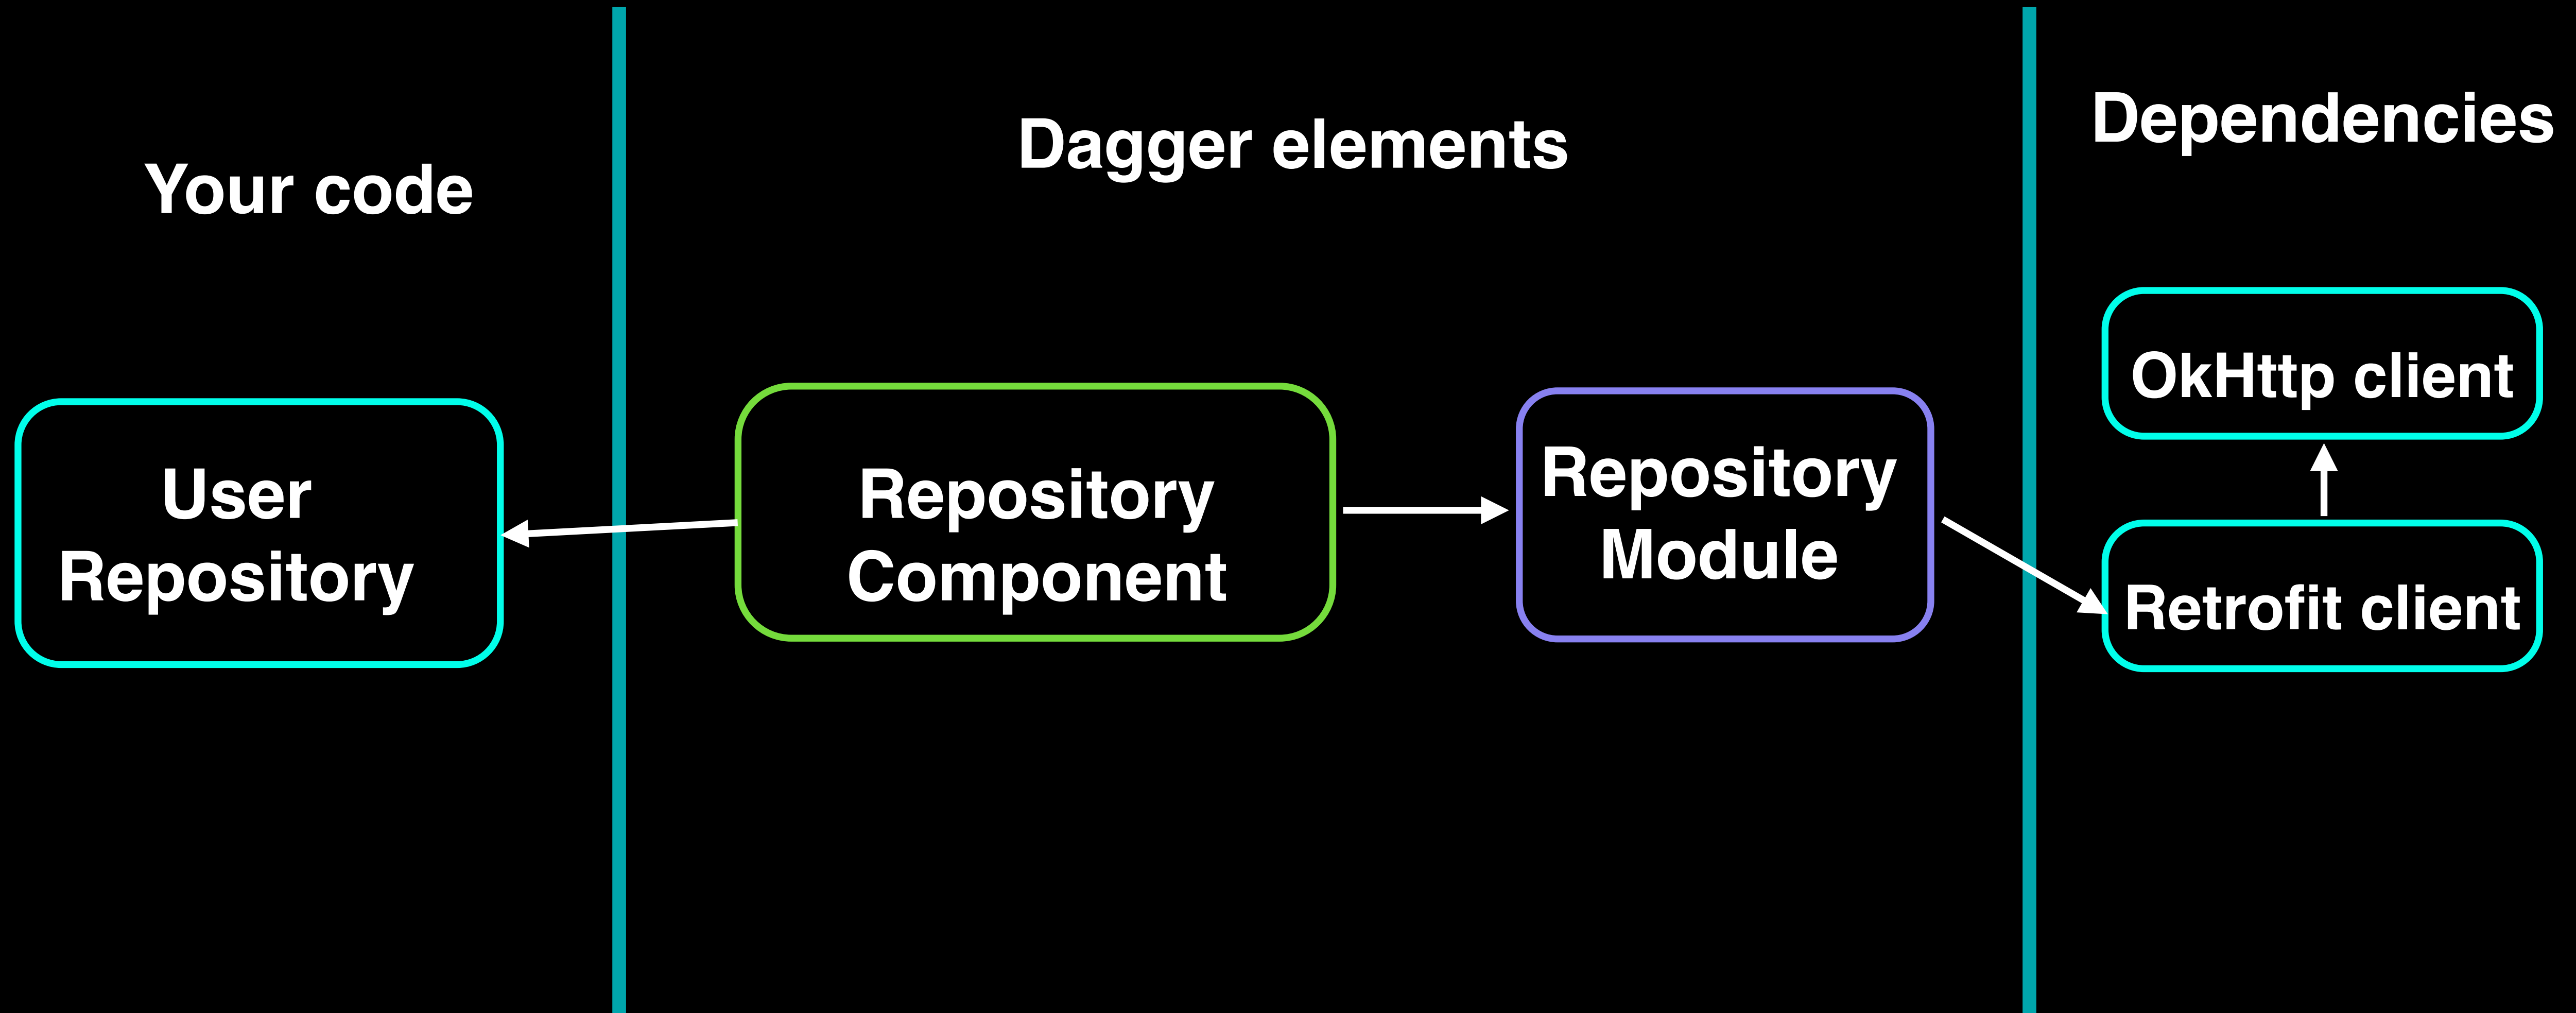 Your code
Dagger elements
Dependencies
User
Repository
Repository
Component
Repository
Module
OkHttp client
Retrofit client